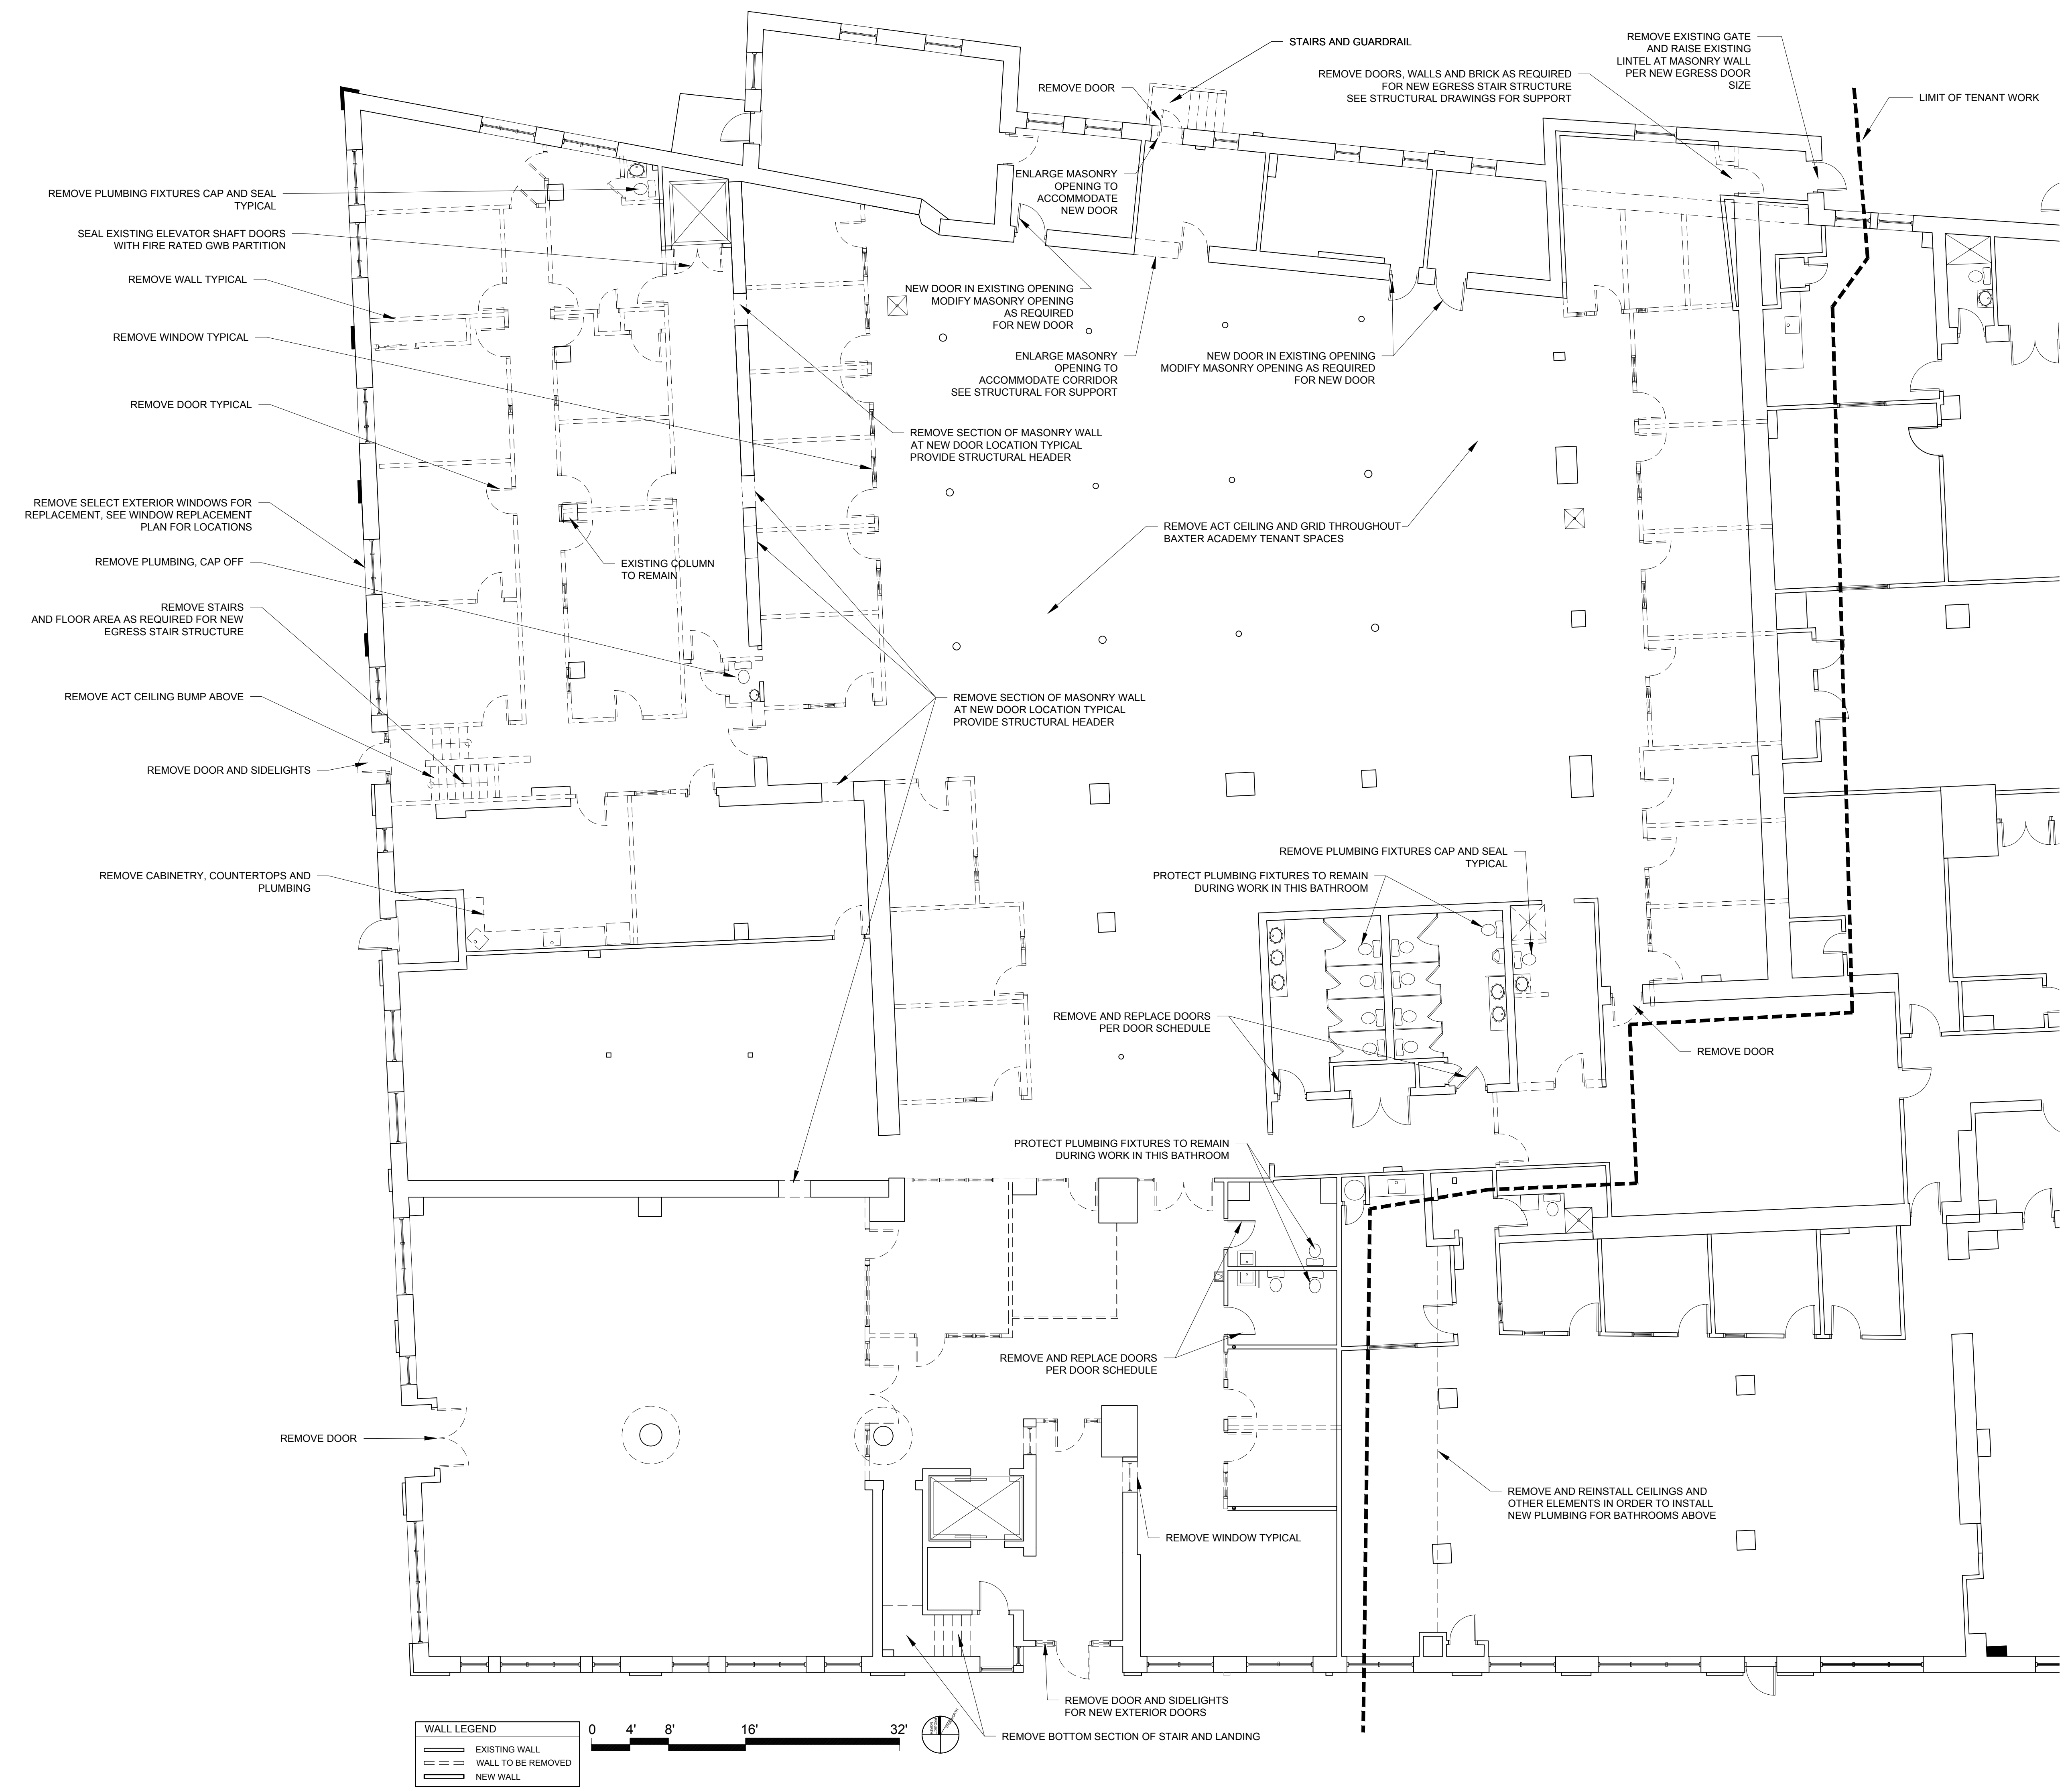 STAIRS AND GUARDRAIL
REMOVE EXISTING GATE
AND RAISE EXISTING
LINTEL AT MASONRY WALL
PER NEW EGRESS DOOR
SIZE
REMOVE DOOR
REMOVE DOORS, WALLS AND BRICK AS REQUIRED
FOR NEW EGRESS STAIR STRUCTURE
SEE STRUCTURAL DRAWINGS FOR SUPPORT
LIMIT OF TENANT WORK
ENLARGE MASONRY
OPENING TO
ACCOMMODATE
NEW DOOR
REMOVE PLUMBING FIXTURES CAP AND SEAL
TYPICAL
SEAL EXISTING ELEVATOR SHAFT DOORS
WITH FIRE RATED GWB PARTITION
REMOVE WALL TYPICAL
REMOVE WINDOW TYPICAL
REMOVE DOOR TYPICAL
REMOVE SELECT EXTERIOR WINDOWS FOR
REPLACEMENT, SEE WINDOW REPLACEMENT
PLAN FOR LOCATIONS
REMOVE PLUMBING, CAP OFF
REMOVE STAIRS
AND FLOOR AREA AS REQUIRED FOR NEW
EGRESS STAIR STRUCTURE
REMOVE ACT CEILING BUMP ABOVE
REMOVE DOOR AND SIDELIGHTS
REMOVE CABINETRY, COUNTERTOPS AND
PLUMBING
NEW DOOR IN EXISTING OPENING
MODIFY MASONRY OPENING
AS REQUIRED
FOR NEW DOOR
ENLARGE MASONRY
OPENING TO
ACCOMMODATE CORRIDOR
SEE STRUCTURAL FOR SUPPORT
NEW DOOR IN EXISTING OPENING
MODIFY MASONRY OPENING AS REQUIRED
FOR NEW DOOR
REMOVE SECTION OF MASONRY WALL
AT NEW DOOR LOCATION TYPICAL
PROVIDE STRUCTURAL HEADER
REMOVE ACT CEILING AND GRID THROUGHOUT
BAXTER ACADEMY TENANT SPACES
EXISTING COLUMN
TO REMAIN
REMOVE SECTION OF MASONRY WALL
AT NEW DOOR LOCATION TYPICAL
PROVIDE STRUCTURAL HEADER
REMOVE PLUMBING FIXTURES CAP AND SEAL
TYPICAL
PROTECT PLUMBING FIXTURES TO REMAIN
DURING WORK IN THIS BATHROOM
REMOVE AND REPLACE DOORS
PER DOOR SCHEDULE
REMOVE DOOR
PROTECT PLUMBING FIXTURES TO REMAIN
DURING WORK IN THIS BATHROOM
REMOVE AND REPLACE DOORS
PER DOOR SCHEDULE
REMOVE DOOR
REMOVE AND REINSTALL CEILINGS AND
OTHER ELEMENTS IN ORDER TO INSTALL
NEW PLUMBING FOR BATHROOMS ABOVE
REMOVE WINDOW TYPICAL
REMOVE DOOR AND SIDELIGHTS
FOR NEW EXTERIOR DOORS
REMOVE BOTTOM SECTION OF STAIR AND LANDING
WALL LEGEND
EXISTING WALL
WALL TO BE REMOVED
NEW WALL
0 4' 8' 16' 32'